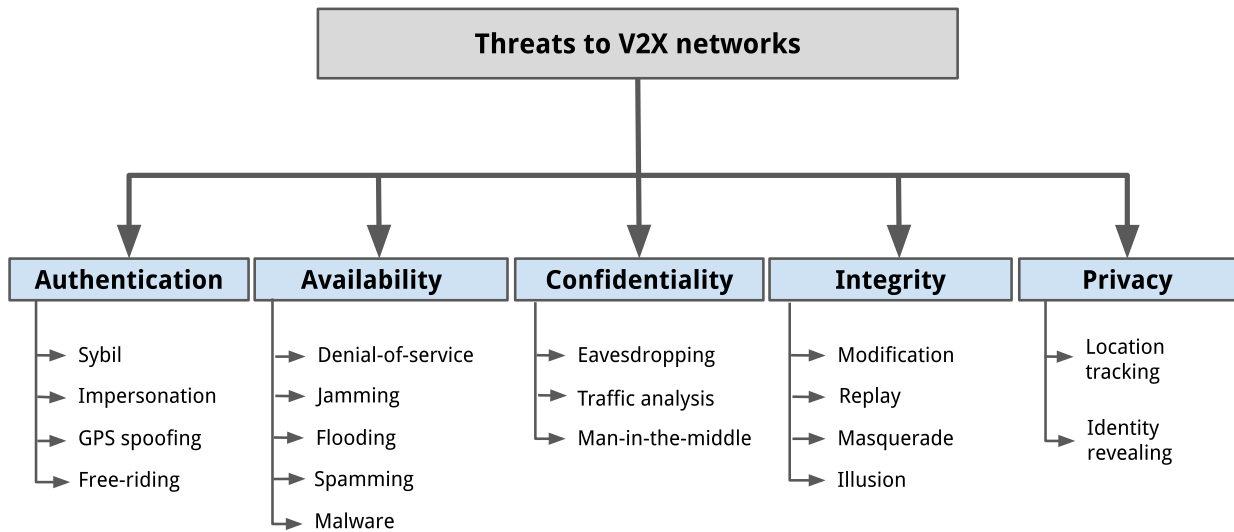 Threats to V2X networks
Authentication
Sybil
Impersonation
GPS spoofing
Free-riding
Availability
Denial-of-service
Jamming
Flooding
Spamming
Malware
Confidentiality
Eavesdropping
Traffic analysis
Man-in-the-middle
Integrity
Modification
Replay
Masquerade
Illusion
Privacy
Location
tracking
Identity
revealing